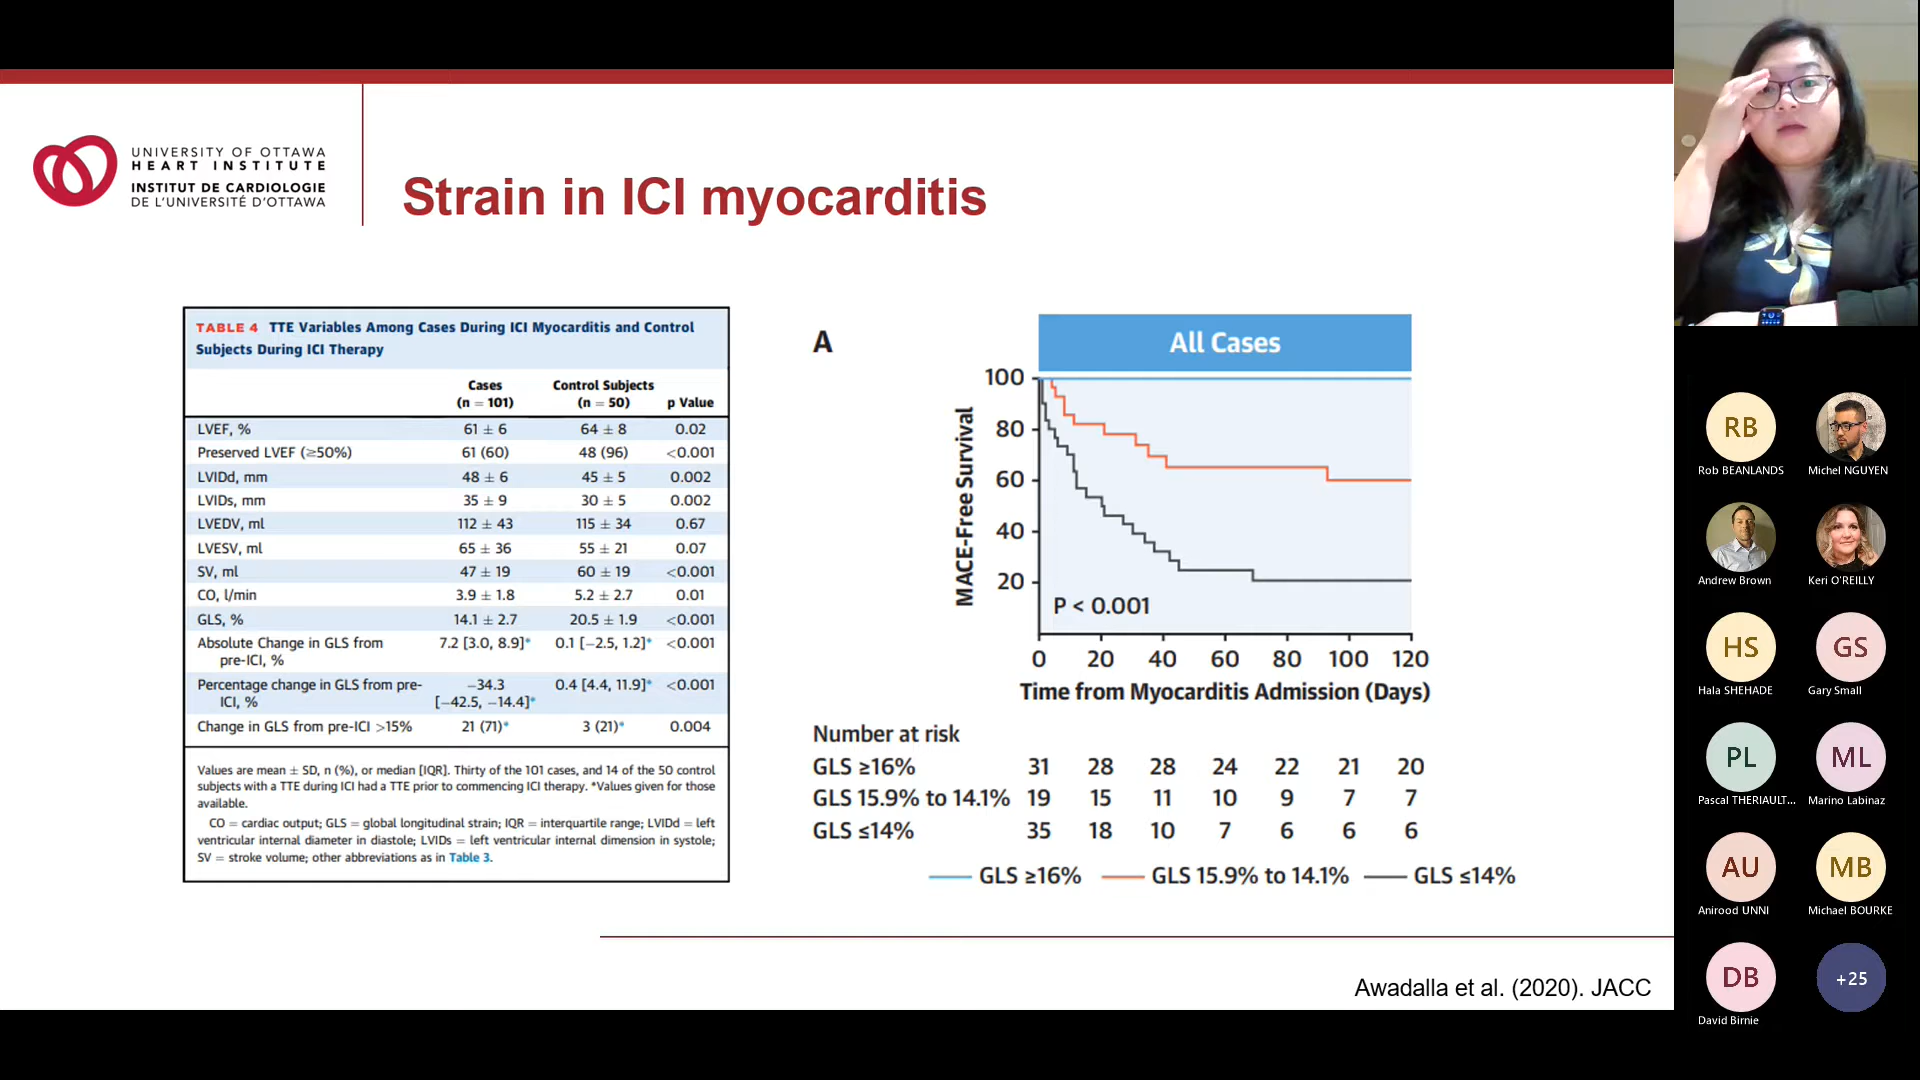 UNIVERSITY OF OTTAWA
HEART INSTITUTE
INSTITUT DE CARDIOLOGIE
DE L'UNIVERSITÉ D'OTTAWA
Strain in ICI myocarditis
TABLE 4 TTE Variables Among Cases During ICI Myocarditis and Control
Subjects During ICI Therapy
Cases Control Subjects
(n = 101) (n = 50) p Value
LVEF, % 61 ± 6 64 ± 8 0.02
Preserved LVEF (≥50%) 61 (60) 48 (96) <0.001
LVIDd, mm 48 ± 6 45 ± 5 0.002
LVIDs, mm 35 ± 9 30 ± 5 0.002
LVEDV, ml 112 ± 43 115 ± 34 0.67
LVESV, ml 65 ± 36 55 ± 21 0.07
SV, ml 47 ± 19 60 ± 19 <0.001
CO, l/min 3.9 ± 1.8 5.2 ± 2.7 0.01
GLS, % 14.1 ± 2.7 20.5 ± 1.9 <0.001
Absolute Change in GLS from 7.2 [3.0, 8.9]* 0.1 [−2.5, 1.2]* <0.001
pre-ICI, %
Percentage change in GLS from pre- −34.3 0.4 [4.4, 11.9]* <0.001
ICI, % [−42.5, −14.4]*
Change in GLS from pre-ICI >15% 21 (71)* 3 (21)* 0.004
Values are mean ± SD, n (%), or median [IQR]. Thirty of the 101 cases, and 14 of the 50 control
subjects with a TTE during ICI had a TTE prior to commencing ICI therapy. *Values given for those
available.
CO = cardiac output; GLS = global longitudinal strain; IQR = interquartile range; LVIDd = left
ventricular internal diameter in diastole; LVIDs = left ventricular internal dimension in systole;
SV = stroke volume; other abbreviations as in Table 3.
A
All Cases
MACE-Free Survival
100
80
60
40
20
P < 0.001
0 20 40 60 80 100 120
Time from Myocarditis Admission (Days)
Number at risk
GLS ≥16% 31 28 28 24 22 21 20
GLS 15.9% to 14.1% 19 15 11 10 9 7 7
GLS ≤14% 35 18 10 7 6 6 6
GLS ≥16% GLS 15.9% to 14.1% GLS ≤14%
Awadalla et al. (2020). JACC
RB
Rob BEANLANDS Michel NGUYEN
Andrew Brown Keri O'REILLY
HS GS
Hala SHEHADE Gary Small
PL ML
Pascal THERIAULT... Marino Labinaz
AU MB
Anirood UNNI Michael BOURKE
DB +25
David Birnie